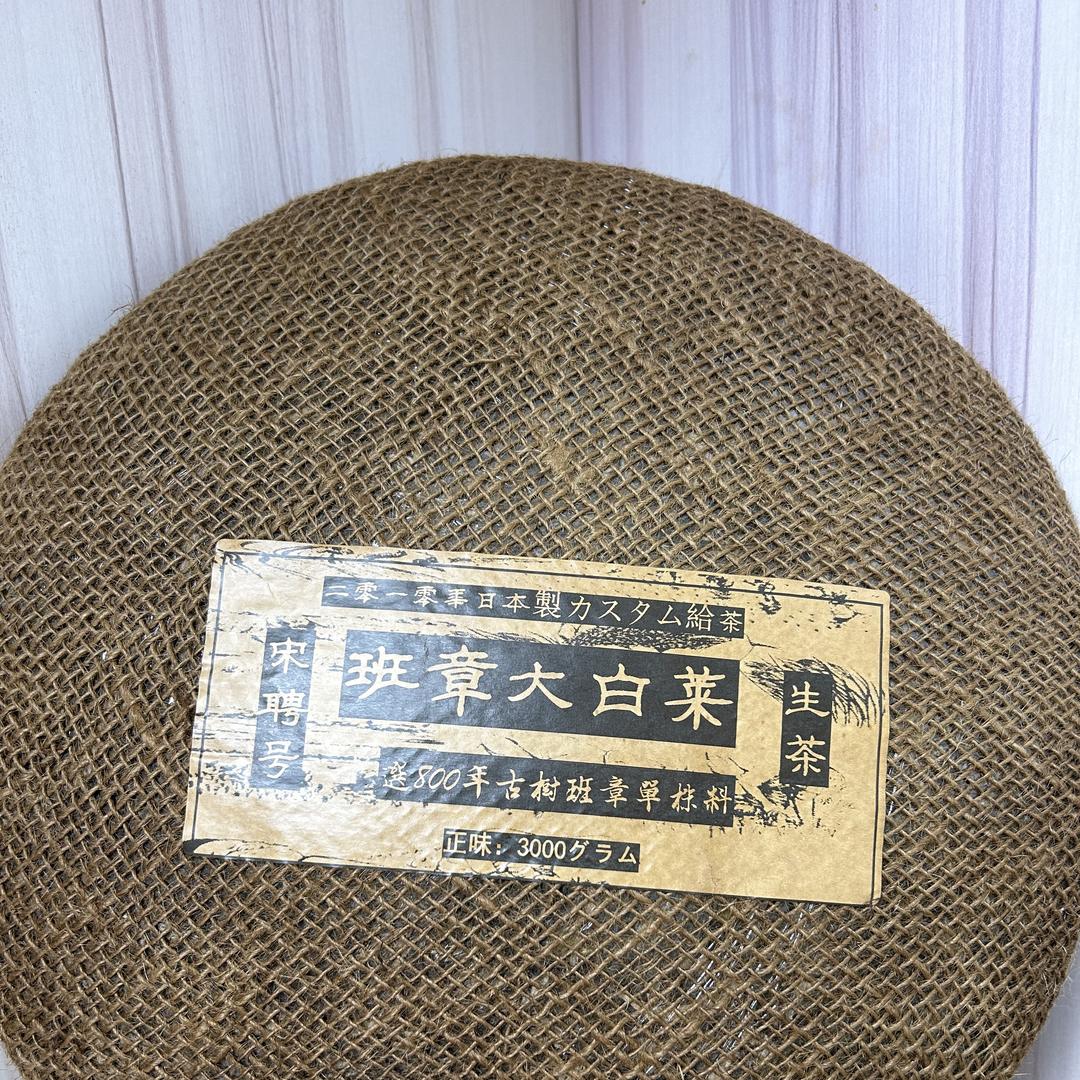 二零一零年日本製カスタム給茶
宋聘号
班章大白菜
生茶
選800年古樹班章單株料
正味：3000グラム